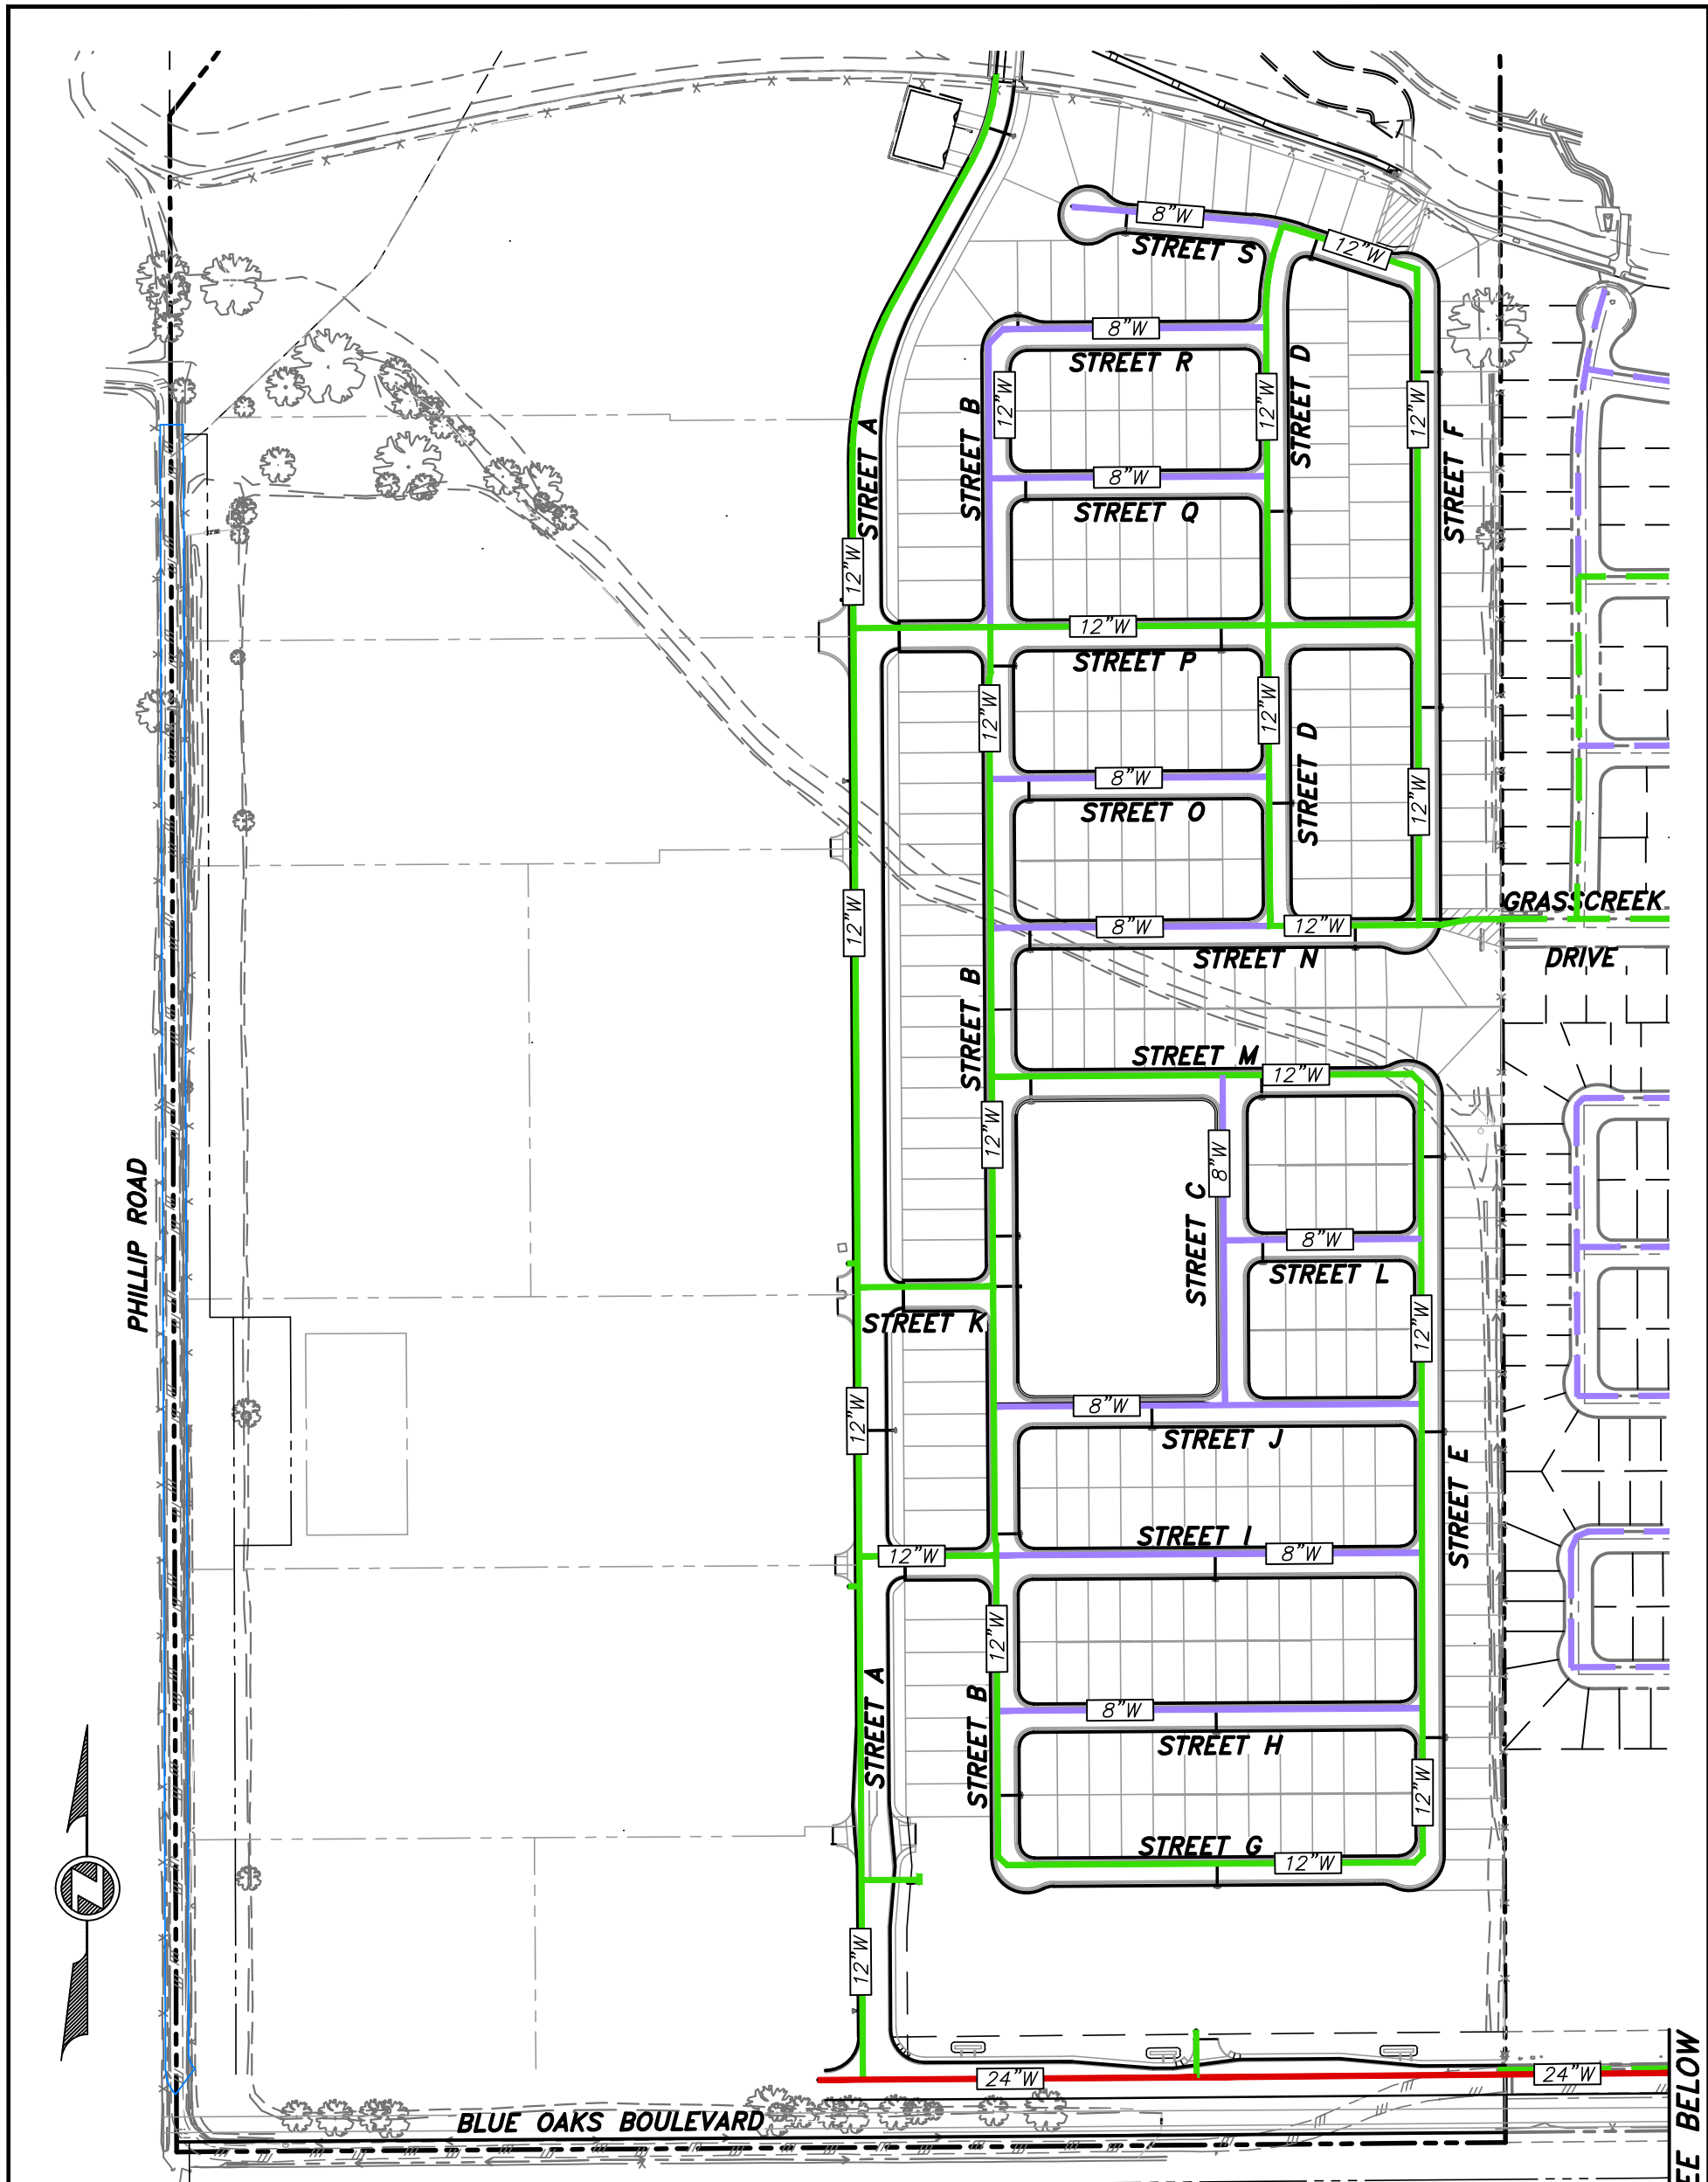 8"W
STREET S
12"W
8"W
STREET R
12"W
12"W
STREET D
12"W
STREET F
STREET A
STREET B
8"W
STREET Q
12"W
12"W
STREET P
12"W
12"W
STREET D
12"W
8"W
STREET O
12"W
8"W
12"W
GRASSCREEK
DRIVE
STREET N
STREET B
STREET M
12"W
12"W
8"W
STREET C
8"W
STREET L
PHILLIP ROAD
STREET K
12"W
12"W
8"W
STREET J
STREET E
STREET I
12"W
8"W
12"W
STREET A
STREET B
8"W
STREET H
12"W
STREET G
12"W
Z
12"W
24"W
24"W
BLUE OAKS BOULEVARD
BELOW